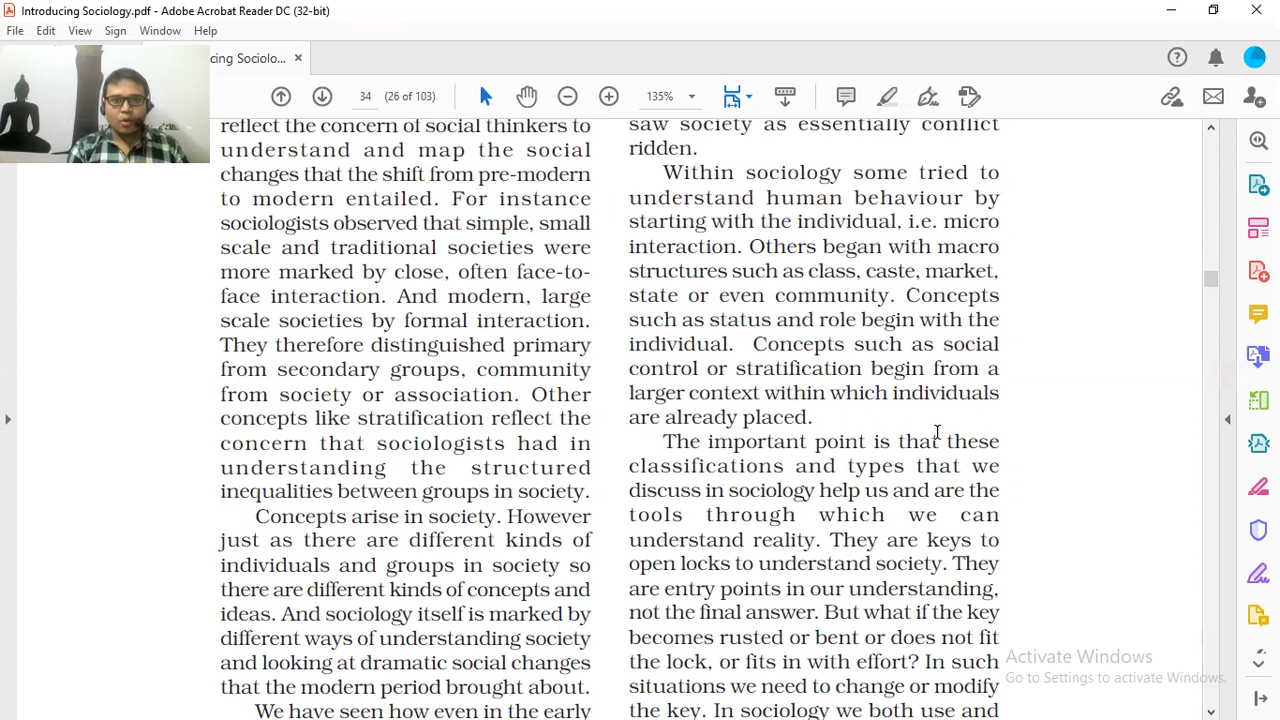 Introducing Sociology.pdf - Adobe Acrobat Reader DC (32-bit)
File Edit View Sign Window Help
cing Sociolo...
34 (26 of 103) 135%
reflect the concern of social thinkers to
understand and map the social
changes that the shift from pre-modern
to modern entailed. For instance
sociologists observed that simple, small
scale and traditional societies were
more marked by close, often face-to-
face interaction. And modern, large
scale societies by formal interaction.
They therefore distinguished primary
from secondary groups, community
from society or association. Other
concepts like stratification reflect the
concern that sociologists had in
understanding the structured
inequalities between groups in society.
Concepts arise in society. However
just as there are different kinds of
individuals and groups in society so
there are different kinds of concepts and
ideas. And sociology itself is marked by
different ways of understanding society
and looking at dramatic social changes
that the modern period brought about.
We have seen how even in the early
saw society as essentially conflict
ridden.
Within sociology some tried to
understand human behaviour by
starting with the individual, i.e. micro
interaction. Others began with macro
structures such as class, caste, market,
state or even community. Concepts
such as status and role begin with the
individual. Concepts such as social
control or stratification begin from a
larger context within which individuals
are already placed.
The important point is that these
classifications and types that we
discuss in sociology help us and are the
tools through which we can
understand reality. They are keys to
open locks to understand society. They
are entry points in our understanding,
not the final answer. But what if the key
becomes rusted or bent or does not fit
the lock, or fits in with effort? In such
situations we need to change or modify
the key. In sociology we both use and
Activate Windows
Go to Settings to activate Windows.